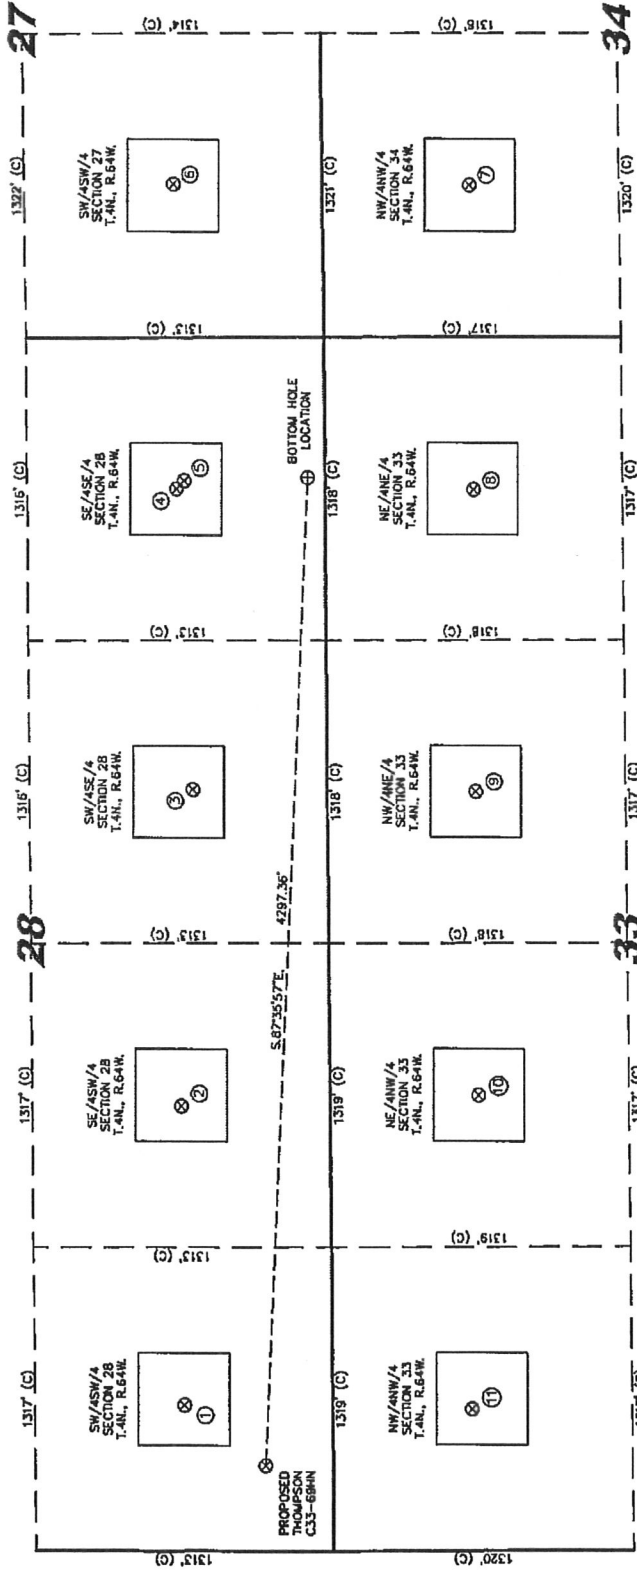 1317' (C)
1317' (C)
28
1316' (C)
1316' (C)
1322' (C)
27
SW/4SW/4
SECTION 28
T.4N., R.64W.
SE/4SW/4
SECTION 28
T.4N., R.64W.
SW/4SE/4
SECTION 28
T.4N., R.64W.
SE/4SE/4
SECTION 28
T.4N., R.64W.
SW/4SW/4
SECTION 27
T.4N., R.64W.
1313' (C)
1
1313' (C)
2
1313' (C)
3
1313' (C)
4
5
1313' (C)
6
1314' (C)
PROPOSED
THOMPSON
C33-69HN
S.87°35'57"E.
4297.36'
BOTTOM HOLE
LOCATION
1319' (C)
1319' (C)
1318' (C)
1318' (C)
1321' (C)
NW/4NW/4
SECTION 33
T.4N., R.64W.
NE/4NW/4
SECTION 33
T.4N., R.64W.
NW/4NE/4
SECTION 33
T.4N., R.64W.
NE/4NE/4
SECTION 33
T.4N., R.64W.
NW/4NW/4
SECTION 34
T.4N., R.64W.
1320' (C)
11
1319' (C)
10
1318' (C)
9
1318' (C)
8
1317' (C)
7
1318' (C)
1317' (C)
33
1317' (C)
1317' (C)
1320' (C)
34